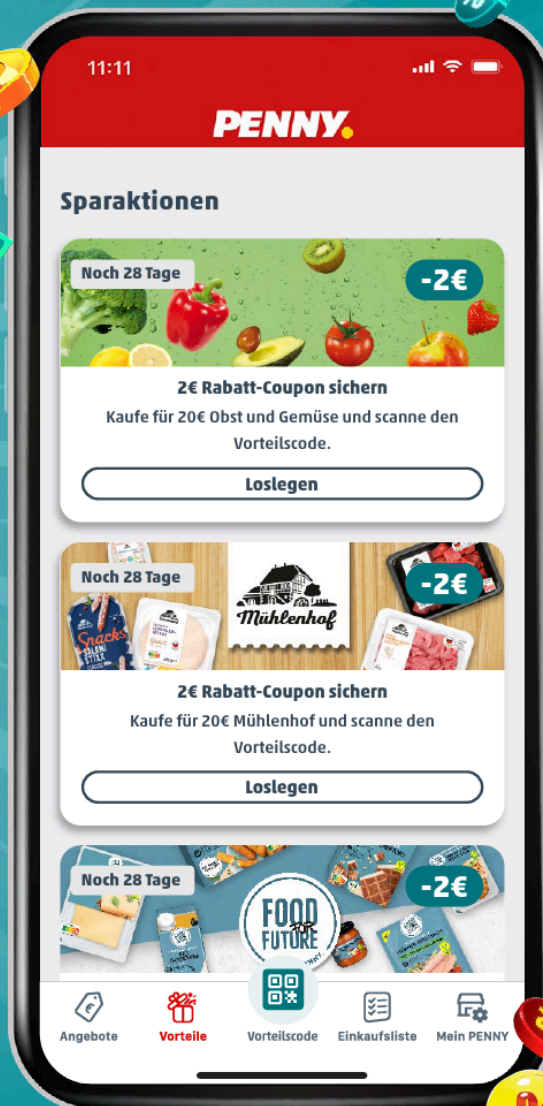 11:11
PENNY.
Sparaktionen
Noch 28 Tage
-2€
2€ Rabatt-Coupon sichern
Kaufe für 20€ Obst und Gemüse und scanne den
Vorteilscode.
Loslegen
Noch 28 Tage
-2€
Mühlenhof
Snacks
SALAMI
STIXX
2€ Rabatt-Coupon sichern
Kaufe für 20€ Mühlenhof und scanne den
Vorteilscode.
Loslegen
Noch 28 Tage
-2€
FOOD
FOR
FUTURE
Angebote
Vorteile
Vorteilscode
Einkaufsliste
Mein PENNY